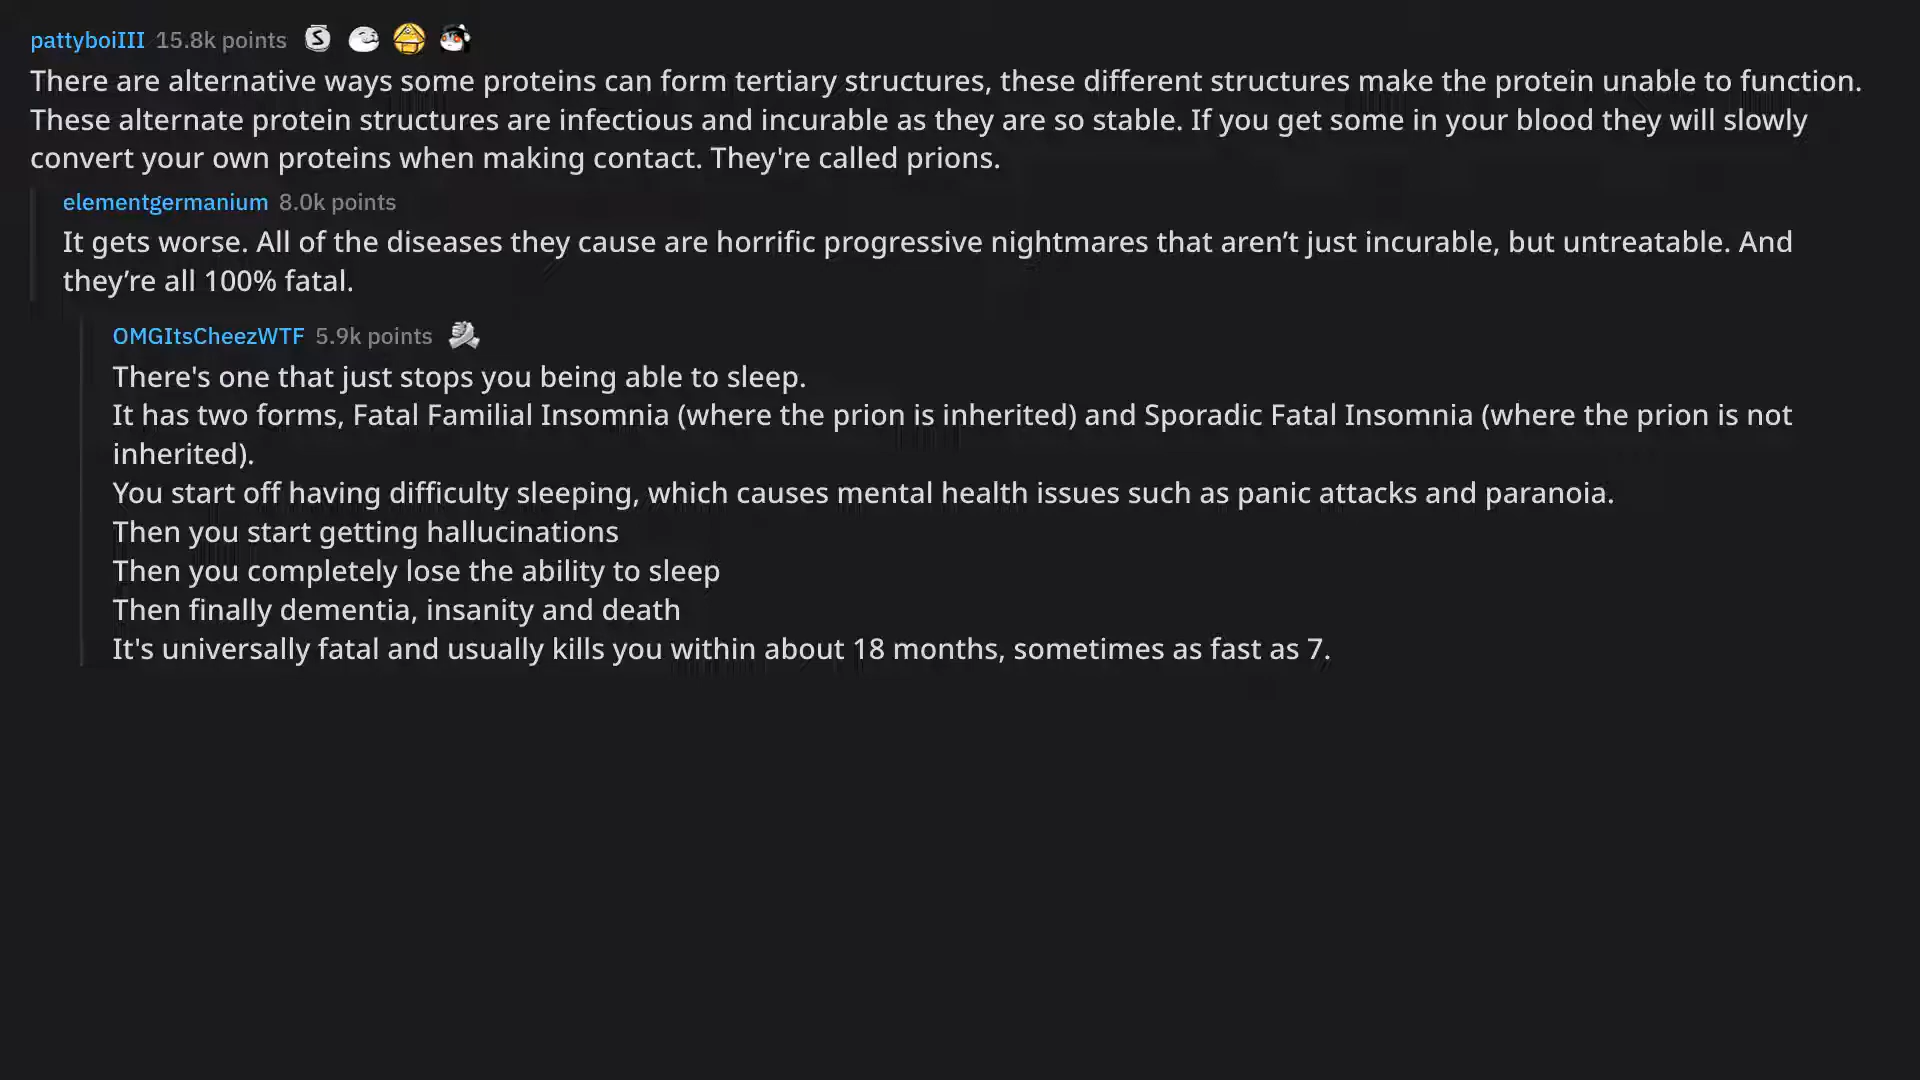 pattyboiIII 15.8k points
There are alternative ways some proteins can form tertiary structures, these different structures make the protein unable to function.
These alternate protein structures are infectious and incurable as they are so stable. If you get some in your blood they will slowly
convert your own proteins when making contact. They're called prions.
elementgermanium 8.0k points
It gets worse. All of the diseases they cause are horrific progressive nightmares that aren’t just incurable, but untreatable. And
they’re all 100% fatal.
OMGItsCheezWTF 5.9k points
There's one that just stops you being able to sleep.
It has two forms, Fatal Familial Insomnia (where the prion is inherited) and Sporadic Fatal Insomnia (where the prion is not
inherited).
You start off having difficulty sleeping, which causes mental health issues such as panic attacks and paranoia.
Then you start getting hallucinations
Then you completely lose the ability to sleep
Then finally dementia, insanity and death
It's universally fatal and usually kills you within about 18 months, sometimes as fast as 7.